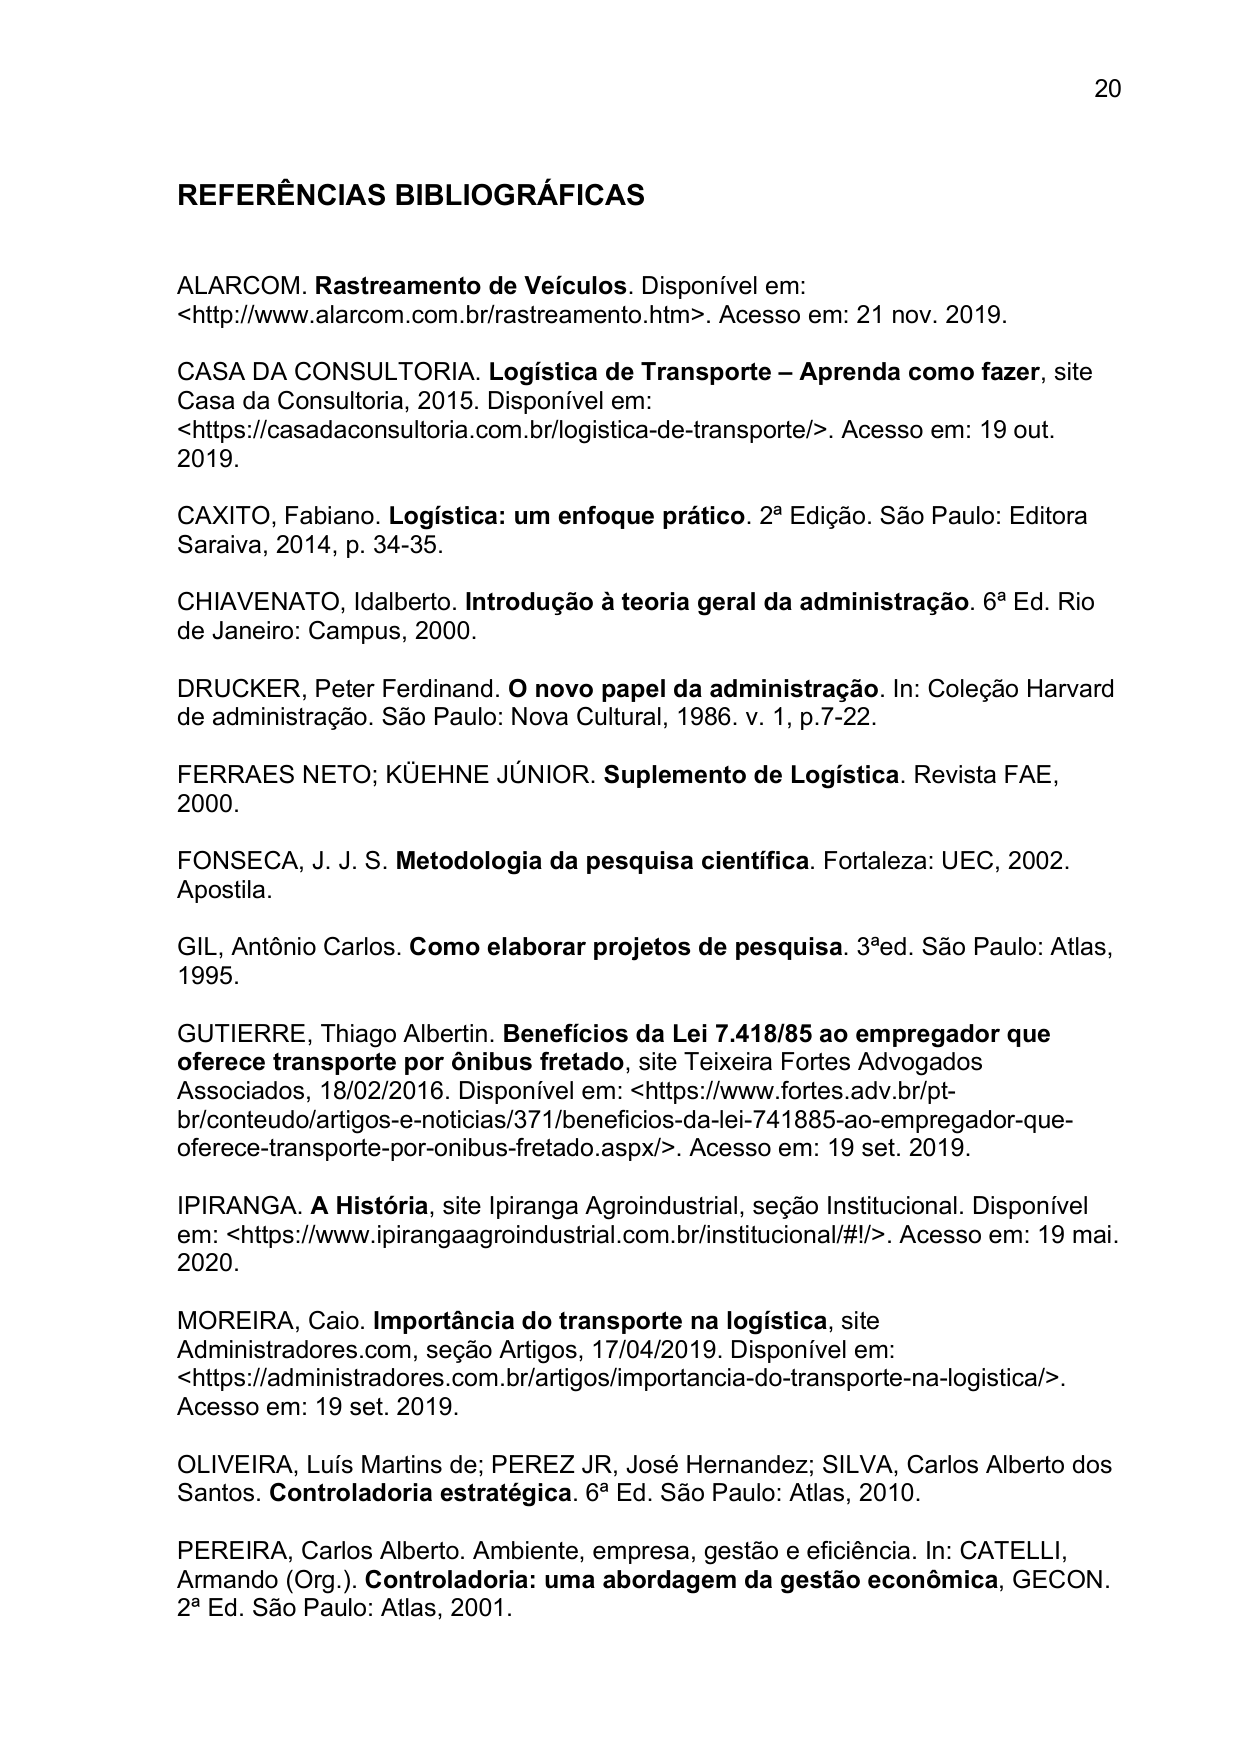 20
REFERÊNCIAS BIBLIOGRÁFICAS
ALARCOM. Rastreamento de Veículos. Disponível em:
<http://www.alarcom.com.br/rastreamento.htm>. Acesso em: 21 nov. 2019.
CASA DA CONSULTORIA. Logística de Transporte – Aprenda como fazer, site
Casa da Consultoria, 2015. Disponível em:
<https://casadaconsultoria.com.br/logistica-de-transporte/>. Acesso em: 19 out.
2019.
CAXITO, Fabiano. Logística: um enfoque prático. 2ª Edição. São Paulo: Editora
Saraiva, 2014, p. 34-35.
CHIAVENATO, Idalberto. Introdução à teoria geral da administração. 6ª Ed. Rio
de Janeiro: Campus, 2000.
DRUCKER, Peter Ferdinand. O novo papel da administração. In: Coleção Harvard
de administração. São Paulo: Nova Cultural, 1986. v. 1, p.7-22.
FERRAES NETO; KÜEHNE JÚNIOR. Suplemento de Logística. Revista FAE,
2000.
FONSECA, J. J. S. Metodologia da pesquisa científica. Fortaleza: UEC, 2002.
Apostila.
GIL, Antônio Carlos. Como elaborar projetos de pesquisa. 3ªed. São Paulo: Atlas,
1995.
GUTIERRE, Thiago Albertin. Benefícios da Lei 7.418/85 ao empregador que
oferece transporte por ônibus fretado, site Teixeira Fortes Advogados
Associados, 18/02/2016. Disponível em: <https://www.fortes.adv.br/pt-
br/conteudo/artigos-e-noticias/371/beneficios-da-lei-741885-ao-empregador-que-
oferece-transporte-por-onibus-fretado.aspx/>. Acesso em: 19 set. 2019.
IPIRANGA. A História, site Ipiranga Agroindustrial, seção Institucional. Disponível
em: <https://www.ipirangaagroindustrial.com.br/institucional/#!/>. Acesso em: 19 mai.
2020.
MOREIRA, Caio. Importância do transporte na logística, site
Administradores.com, seção Artigos, 17/04/2019. Disponível em:
<https://administradores.com.br/artigos/importancia-do-transporte-na-logistica/>.
Acesso em: 19 set. 2019.
OLIVEIRA, Luís Martins de; PEREZ JR, José Hernandez; SILVA, Carlos Alberto dos
Santos. Controladoria estratégica. 6ª Ed. São Paulo: Atlas, 2010.
PEREIRA, Carlos Alberto. Ambiente, empresa, gestão e eficiência. In: CATELLI,
Armando (Org.). Controladoria: uma abordagem da gestão econômica, GECON.
2ª Ed. São Paulo: Atlas, 2001.